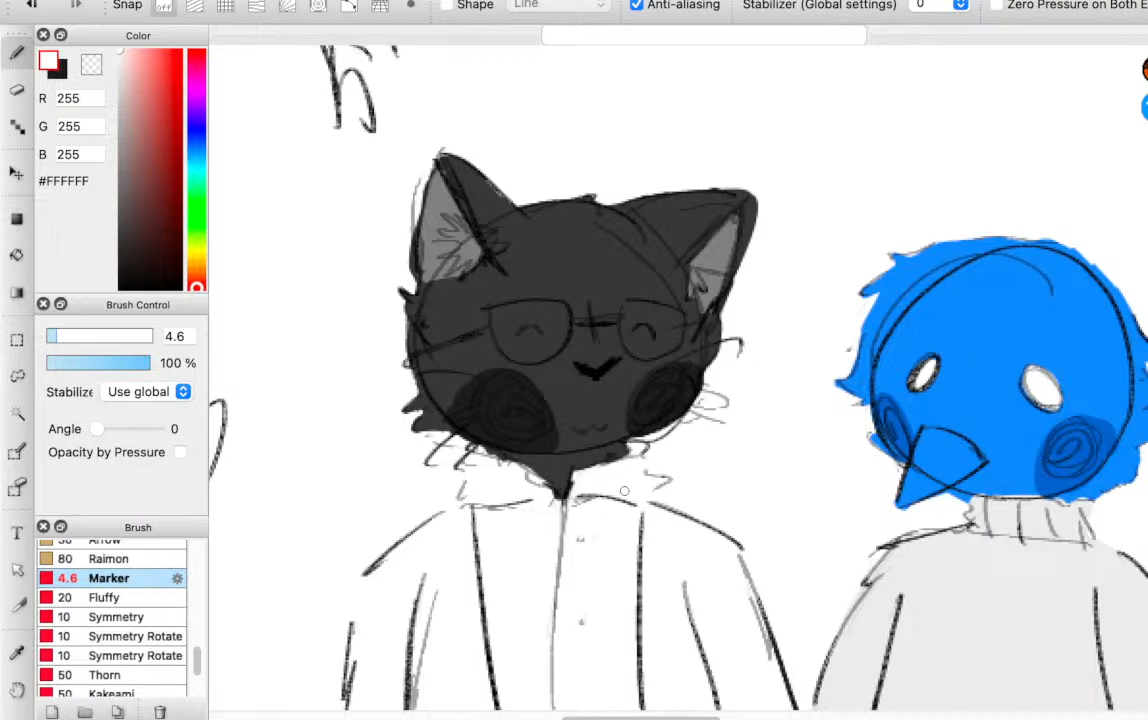 Snap off Shape Line Anti-aliasing Stabilizer (Global settings) 0 Zero Pressure on Both E
Color
R 255
G 255
B 255
#FFFFFF
Brush Control
4.6
100 %
Stabilize Use global
Angle 0
Opacity by Pressure
Brush
50 Arrow
80 Raimon
4.6 Marker
20 Fluffy
10 Symmetry
10 Symmetry Rotate
10 Symmetry Rotate
50 Thorn
50 Kakeami
T